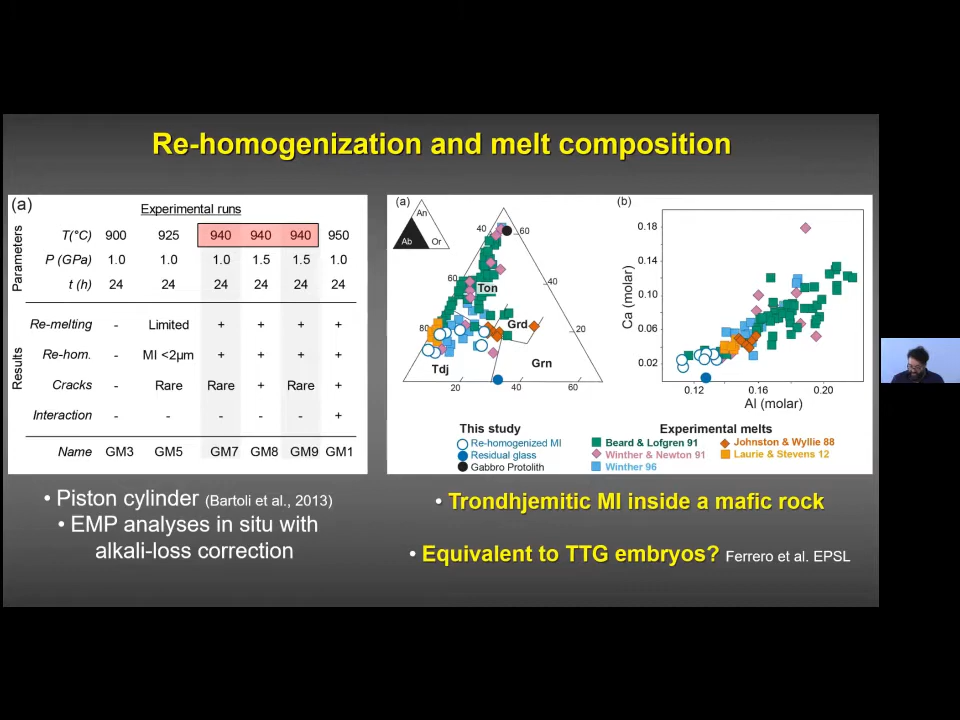 Re-homogenization and melt composition
(a)
Experimental runs
Parameters
T(°C) 900 925 940 940 940 950
P (GPa) 1.0 1.0 1.0 1.5 1.5 1.0
t (h) 24 24 24 24 24 24
Results
Re-melting - Limited + + + +
Re-hom. - MI <2µm + + + +
Cracks - Rare Rare + Rare +
Interaction - - - - - +
Name GM3 GM5 GM7 GM8 GM9 GM1
• Piston cylinder (Bartoli et al., 2013)
• EMP analyses in situ with
alkali-loss correction
(a)
An
Ab
Or
40
60
60
Ton
40
80
Grd
20
Tdj
Grn
20
40
60
(b)
Ca (molar)
0.18
0.14
0.10
0.06
0.02
0.12
0.16
0.20
Al (molar)
This study
Re-homogenized MI
Residual glass
Gabbro Protolith
Experimental melts
Beard & Lofgren 91
Johnston & Wyllie 88
Winther & Newton 91
Laurie & Stevens 12
Winther 96
• Trondhjemitic MI inside a mafic rock
• Equivalent to TTG embryos? Ferrero et al. EPSL